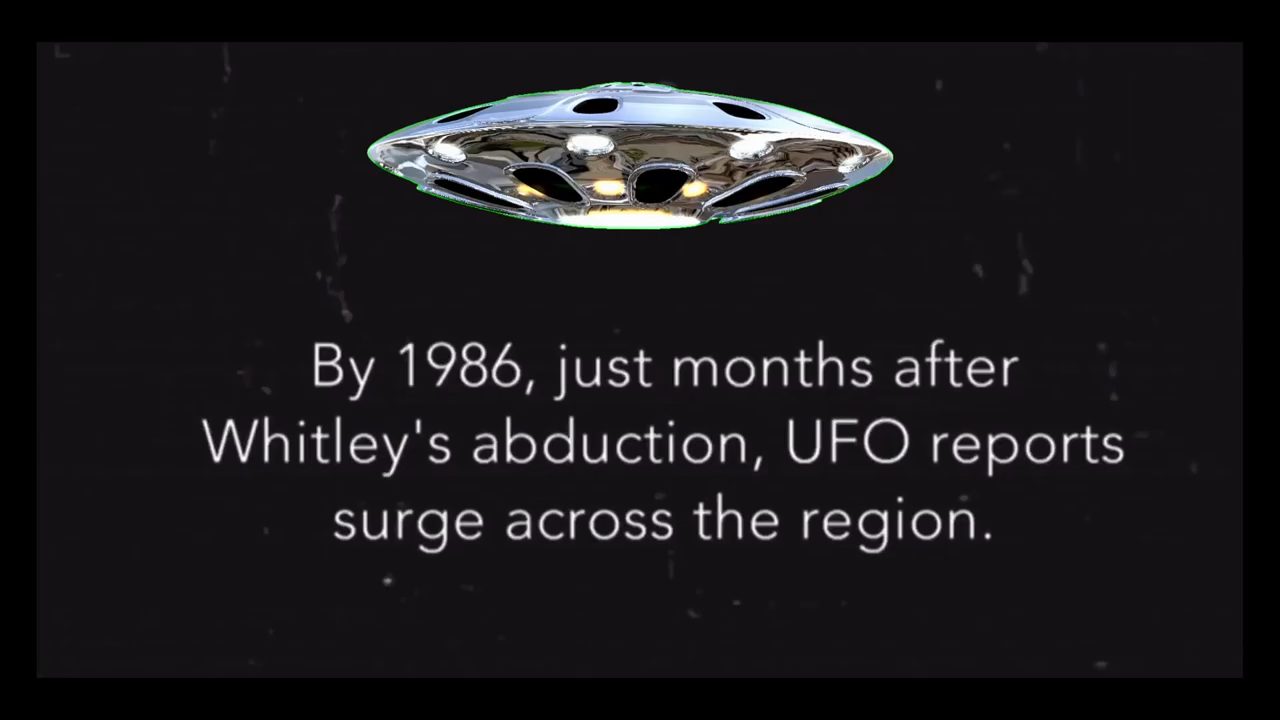 By 1986, just months after
Whitley's abduction, UFO reports
surge across the region.